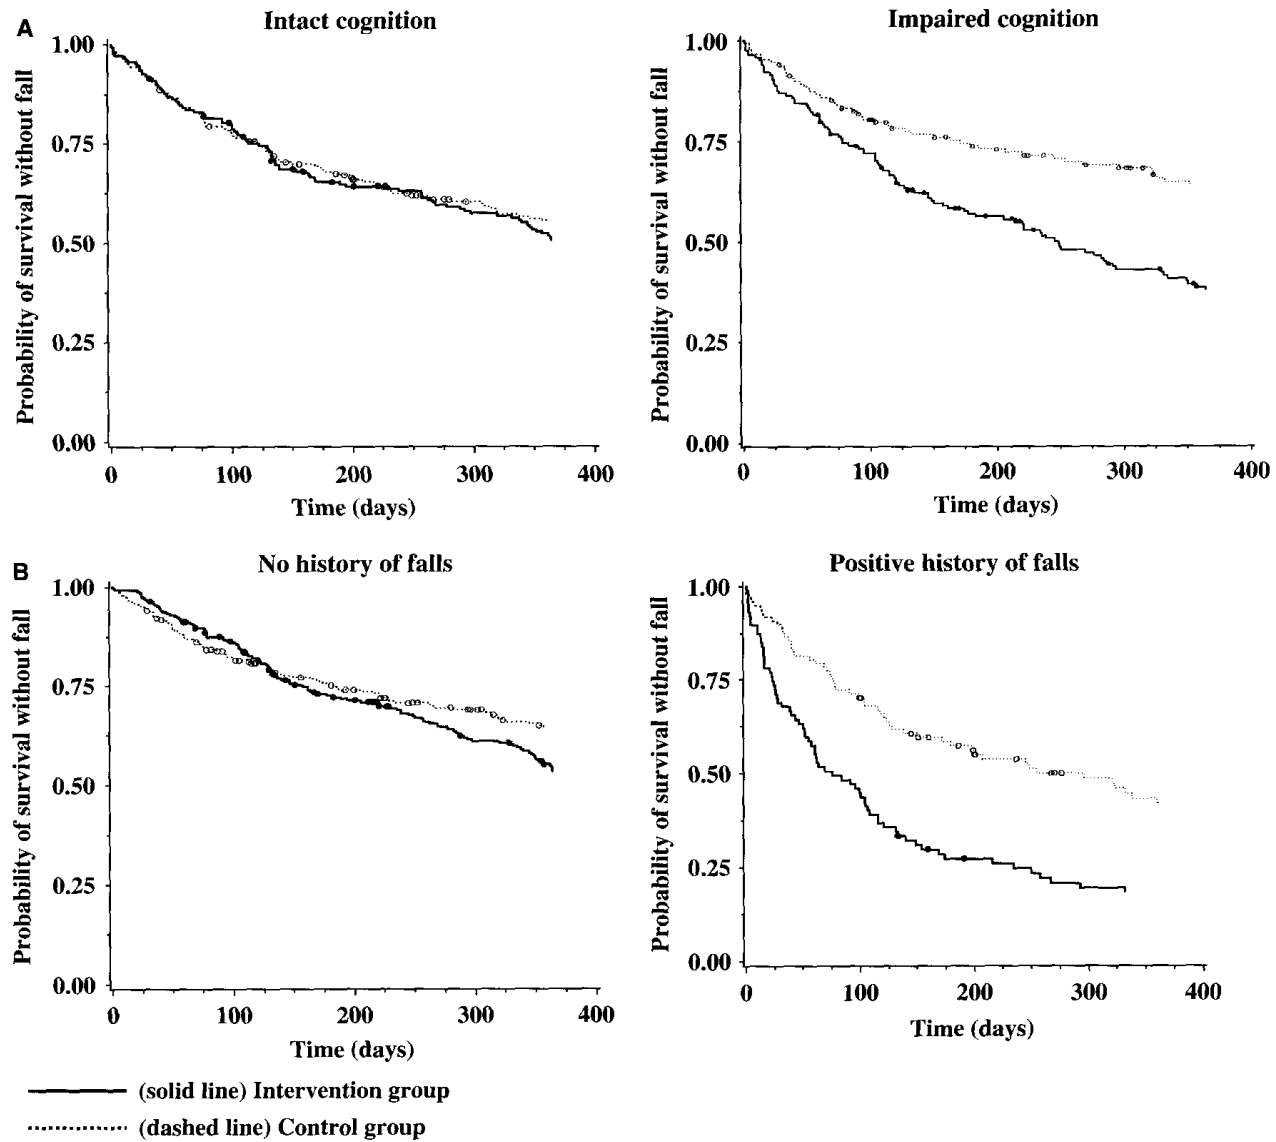 A
Intact cognition
Probability of survival without fall
1.00
0.75
0.50
0.25
0.00
0 100 200 300 400
Time (days)
Impaired cognition
Probability of survival without fall
1.00
0.75
0.50
0.25
0.00
0 100 200 300 400
Time (days)
B
No history of falls
Probability of survival without fall
1.00
0.75
0.50
0.25
0.00
0 100 200 300 400
Time (days)
Positive history of falls
Probability of survival without fall
1.00
0.75
0.50
0.25
0.00
0 100 200 300 400
Time (days)
(solid line) Intervention group
(dashed line) Control group